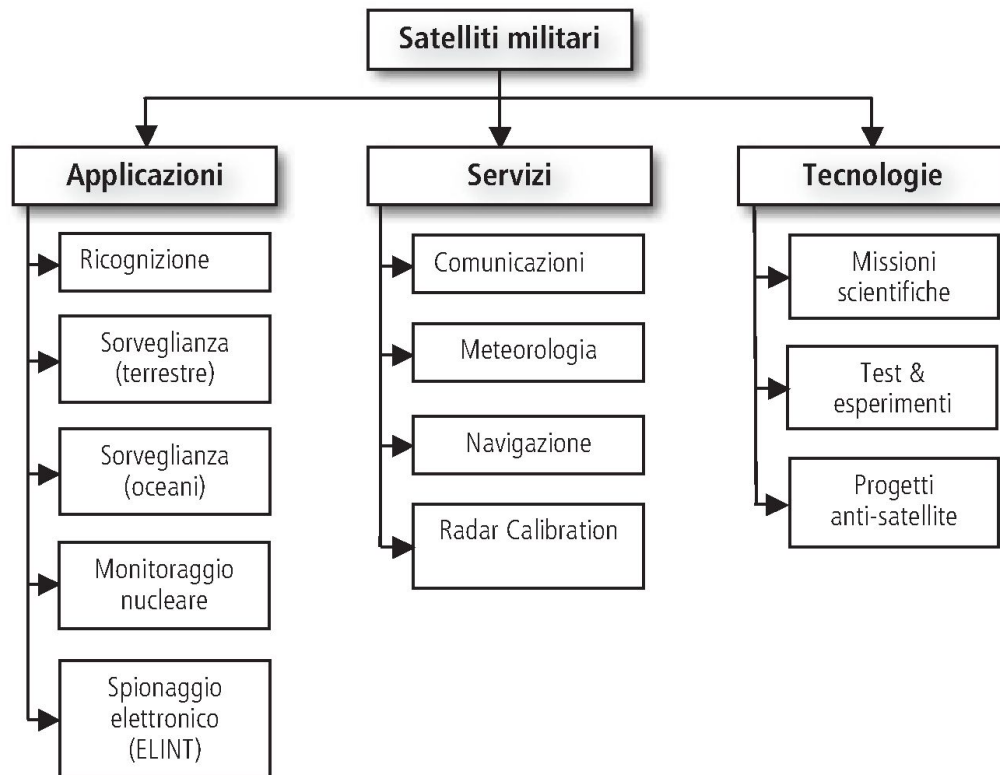 Satelliti militari
Applicazioni
Ricognizione
Sorveglianza
(terrestre)
Sorveglianza
(oceani)
Monitoraggio
nucleare
Spionaggio
elettronico
(ELINT)
Servizi
Comunicazioni
Meteorologia
Navigazione
Radar Calibration
Tecnologie
Missioni
scientifiche
Test &
esperimenti
Progetti
anti-satellite